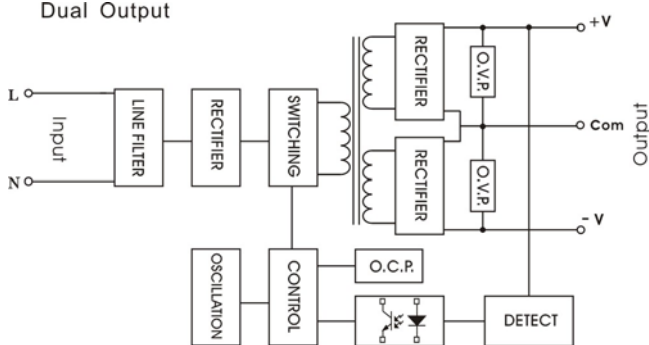 Dual Output
L
N
Input
LINE FILTER
RECTIFIER
SWITCHING
RECTIFIER
RECTIFIER
O.V.P.
O.V.P.
+V
Com
- V
Output
OSCILLATION
CONTROL
O.C.P.
DETECT